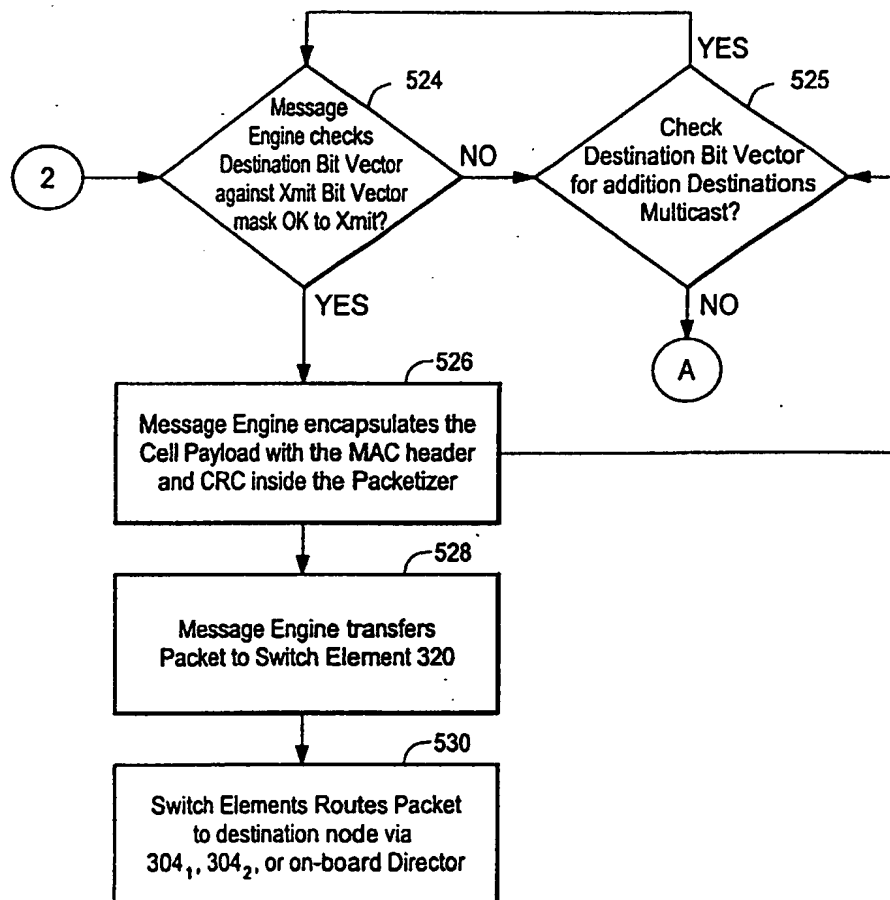 YES
524
Message
Engine checks
Destination Bit Vector
against Xmit Bit Vector
mask OK to Xmit?
2
NO
525
Check
Destination Bit Vector
for addition Destinations
Multicast?
YES
NO
A
526
Message Engine encapsulates the
Cell Payload with the MAC header
and CRC inside the Packetizer
528
Message Engine transfers
Packet to Switch Element 320
530
Switch Elements Routes Packet
to destination node via
304₁, 304₂, or on-board Director